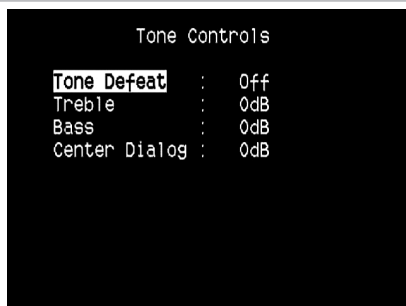 Tone Controls
Tone Defeat : Off
Treble : 0dB
Bass : 0dB
Center Dialog : 0dB